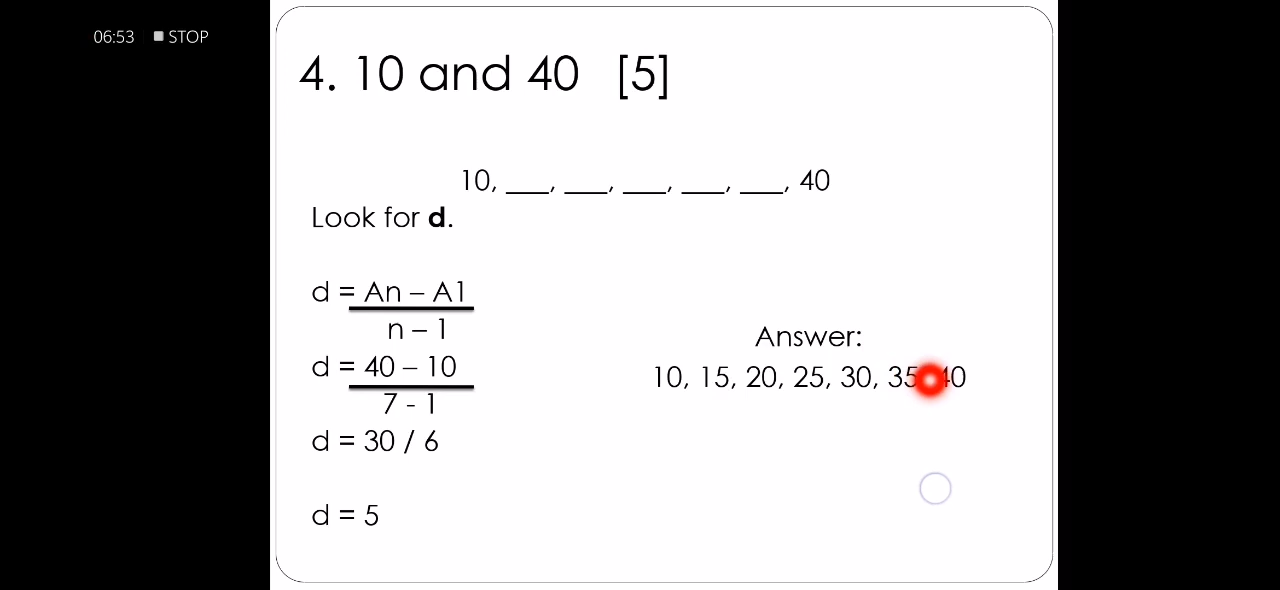 06:53 STOP
4. 10 and 40 [5]
10, ___, ___, ___, ___, ___, 40
Look for d.
d = An – A1
n – 1
d = 40 – 10
7 - 1
d = 30 / 6
d = 5
Answer:
10, 15, 20, 25, 30, 35, 40